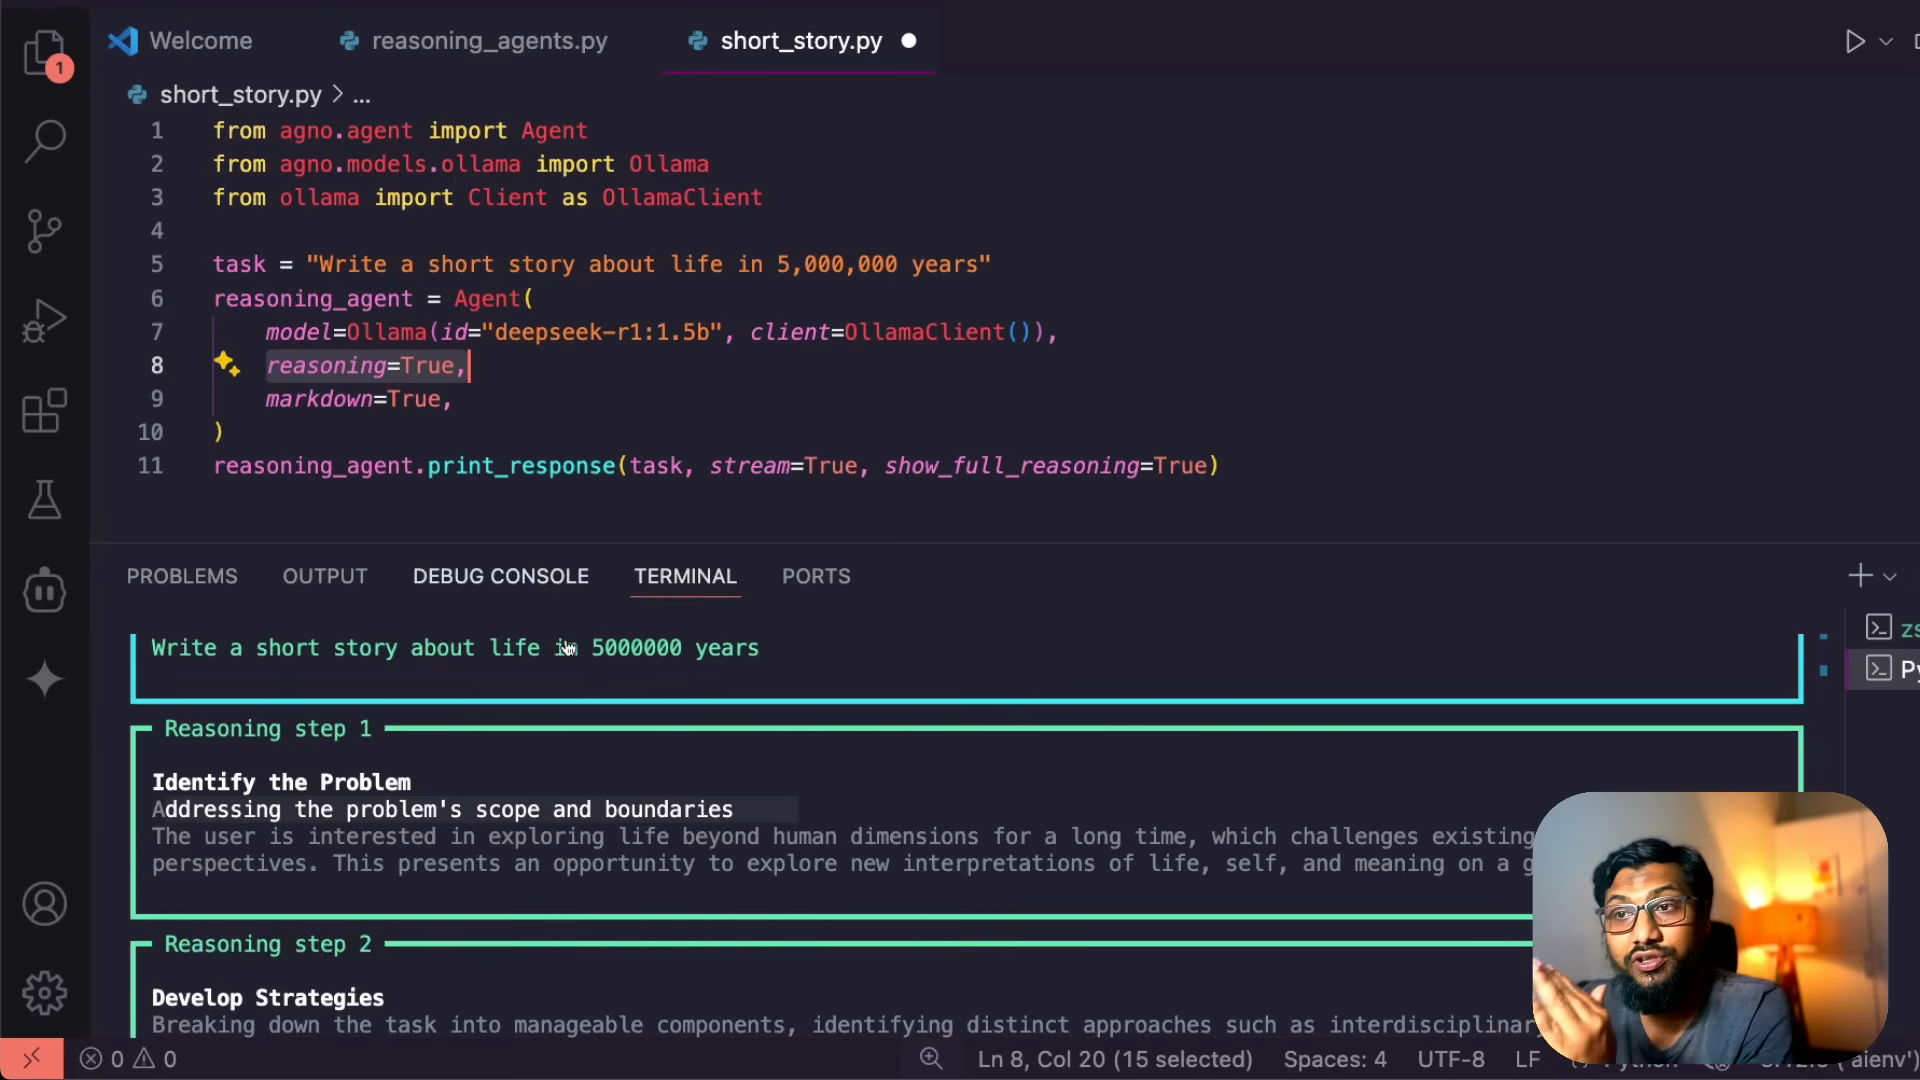 Welcome
reasoning_agents.py
short_story.py
1
short_story.py > ...
1 from agno.agent import Agent
2 from agno.models.ollama import Ollama
3 from ollama import Client as OllamaClient
4
5 task = "Write a short story about life in 5,000,000 years"
6 reasoning_agent = Agent(
7 model=Ollama(id="deepseek-r1:1.5b", client=OllamaClient()),
8 reasoning=True,
9 markdown=True,
10 )
11 reasoning_agent.print_response(task, stream=True, show_full_reasoning=True)
PROBLEMS OUTPUT DEBUG CONSOLE TERMINAL PORTS
Write a short story about life in 5000000 years
zs
Py
Reasoning step 1
Identify the Problem
Addressing the problem's scope and boundaries
The user is interested in exploring life beyond human dimensions for a long time, which challenges existing
perspectives. This presents an opportunity to explore new interpretations of life, self, and meaning on a g
Reasoning step 2
Develop Strategies
Breaking down the task into manageable components, identifying distinct approaches such as interdisciplinar
0 0 Ln 8, Col 20 (15 selected) Spaces: 4 UTF-8 LF